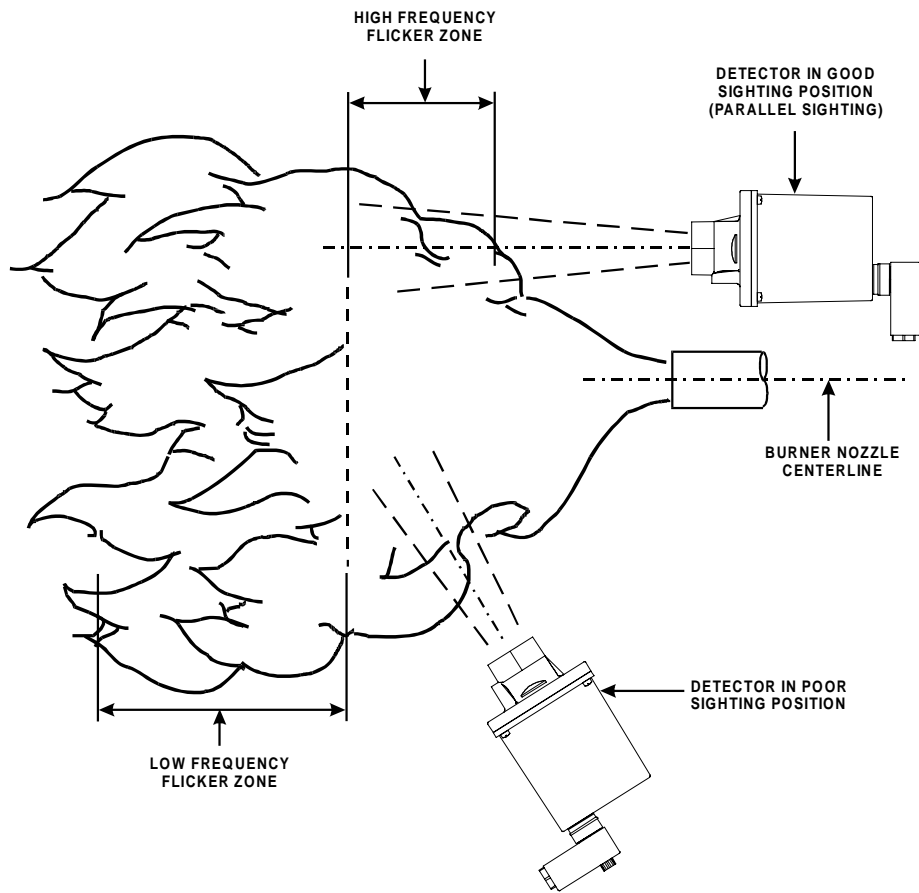 HIGH FREQUENCY
FLICKER ZONE
DETECTOR IN GOOD
SIGHTING POSITION
(PARALLEL SIGHTING)
BURNER NOZZLE
CENTERLINE
DETECTOR IN POOR
SIGHTING POSITION
LOW FREQUENCY
FLICKER ZONE